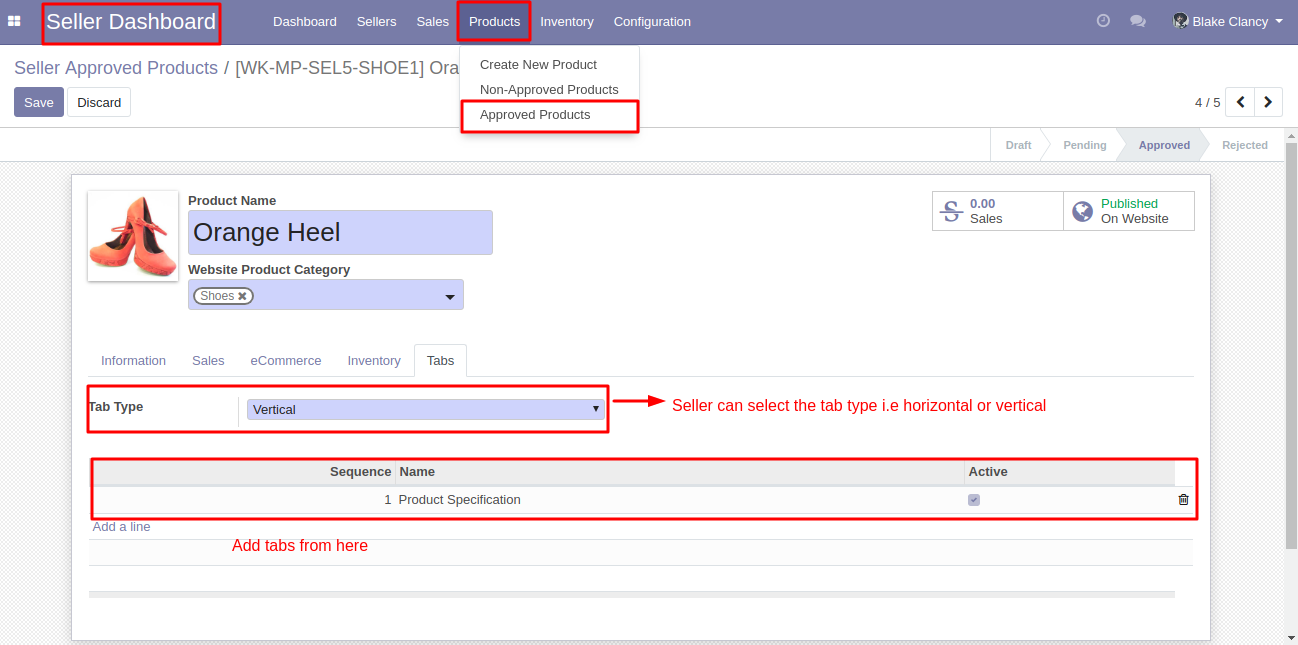 Seller Dashboard Dashboard Sellers Sales Products Inventory Configuration Blake Clancy
Seller Approved Products / [WK-MP-SEL5-SHOE1] Ora
Create New Product
Non-Approved Products
Approved Products
Save Discard
4 / 5
Draft Pending Approved Rejected
Product Name
Orange Heel
0.00
Sales
Published
On Website
Website Product Category
Shoes
Information Sales eCommerce Inventory Tabs
Tab Type Vertical
Seller can select the tab type i.e horizontal or vertical
Sequence Name Active
1 Product Specification
Add a line
Add tabs from here